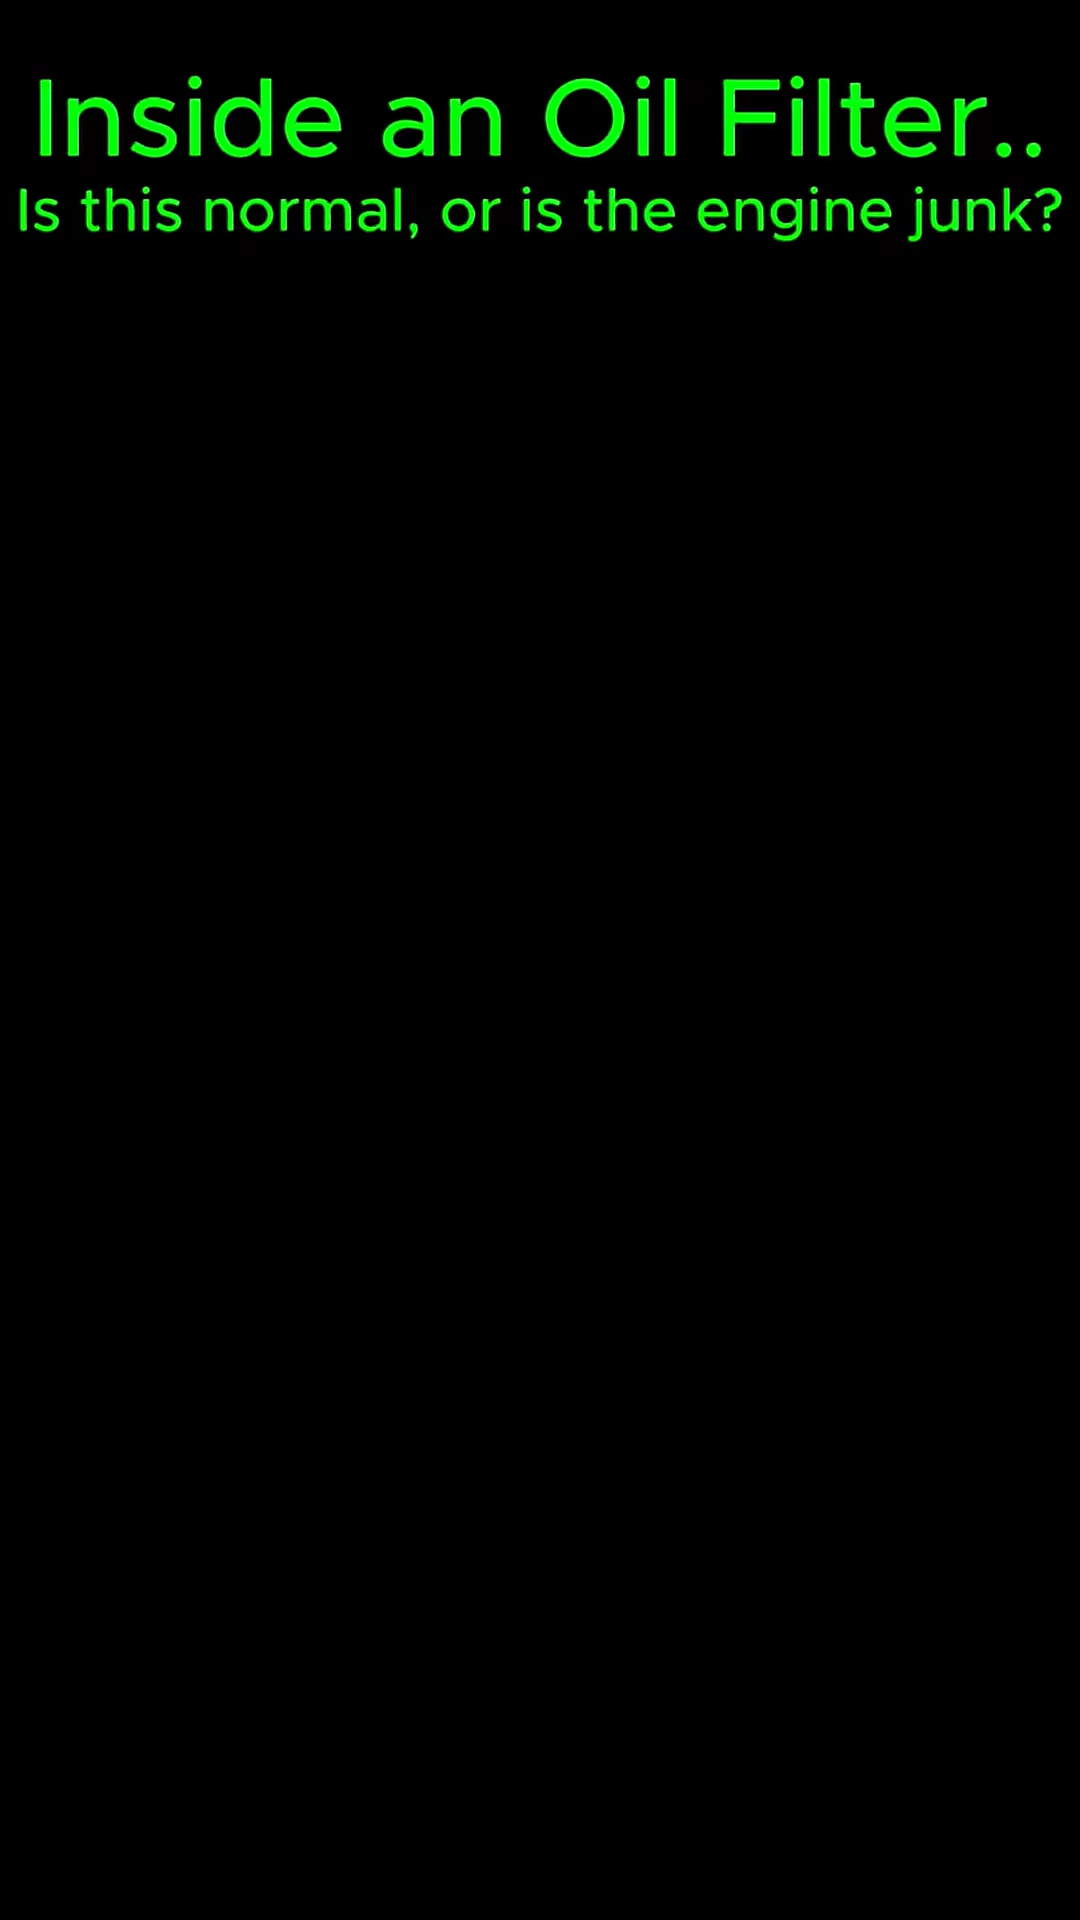 Inside an Oil Filter..
Is this normal, or is the engine junk?